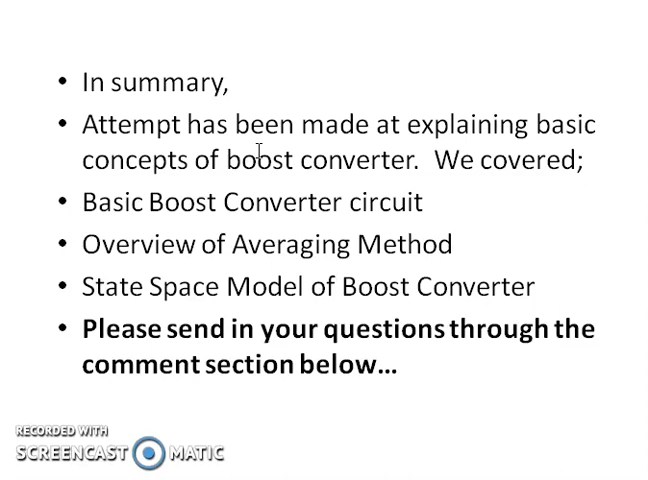 • In summary,
• Attempt has been made at explaining basic
concepts of boost converter. We covered;
• Basic Boost Converter circuit
• Overview of Averaging Method
• State Space Model of Boost Converter
• Please send in your questions through the
comment section below...
RECORDED WITH
SCREENCAST MATIC